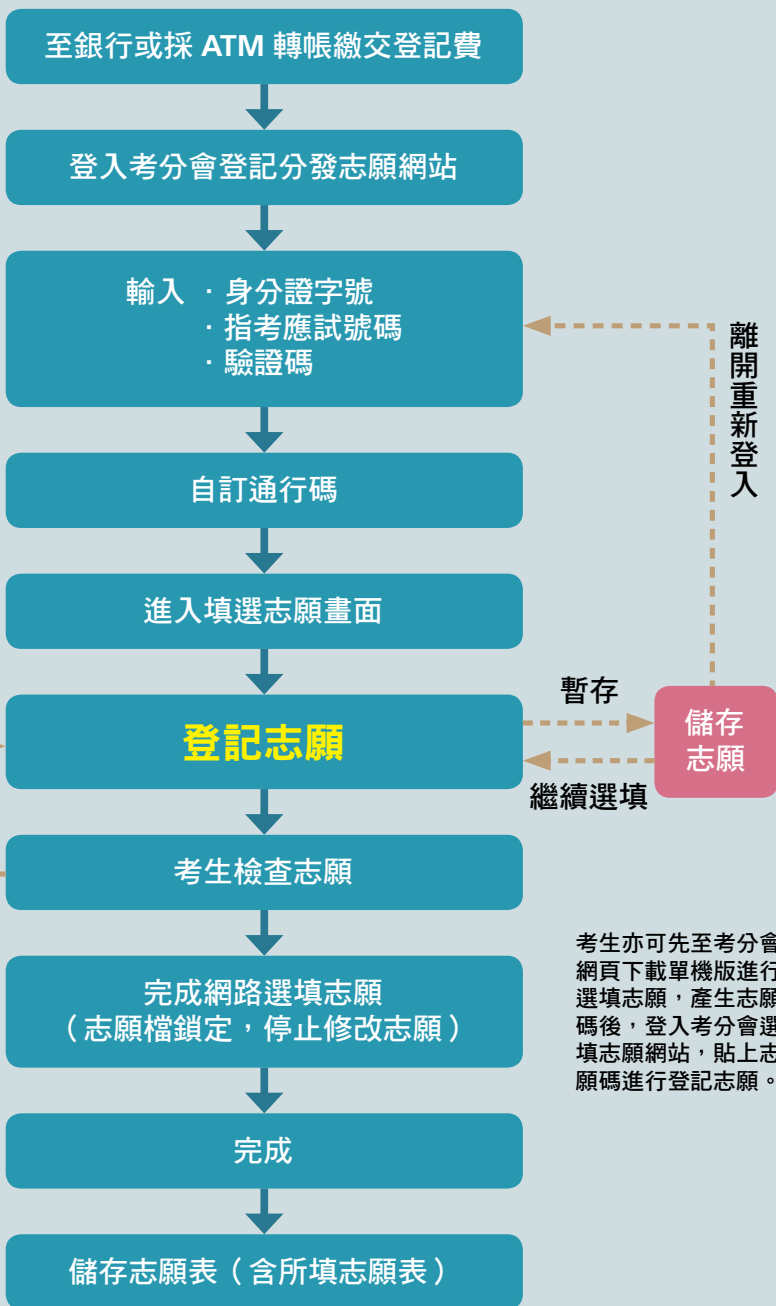 至銀行或採 ATM 轉帳繳交登記費
登入考分會登記分發志願網站
輸入 ‧身分證字號
‧指考應試號碼
‧驗證碼
離開重新登入
自訂通行碼
進入填選志願畫面
登記志願
暫存
繼續選填
儲存
志願
考生檢查志願
完成網路選填志願
（志願檔鎖定，停止修改志願）
考生亦可先至考分會
網頁下載單機版進行
選填志願，產生志願
碼後，登入考分會選
填志願網站，貼上志
願碼進行登記志願。
完成
儲存志願表（含所填志願表）